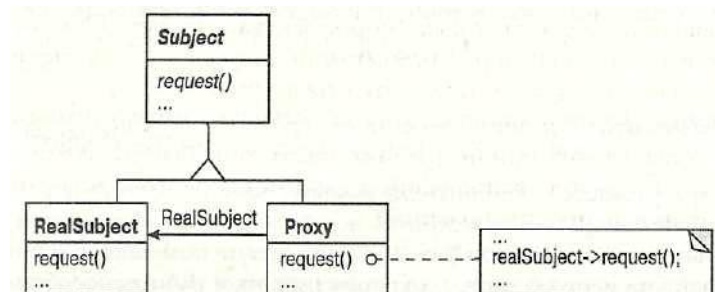 Subject
request()
...
RealSubject
request()
...
RealSubject
Proxy
request()
...
...
realSubject->request();
...